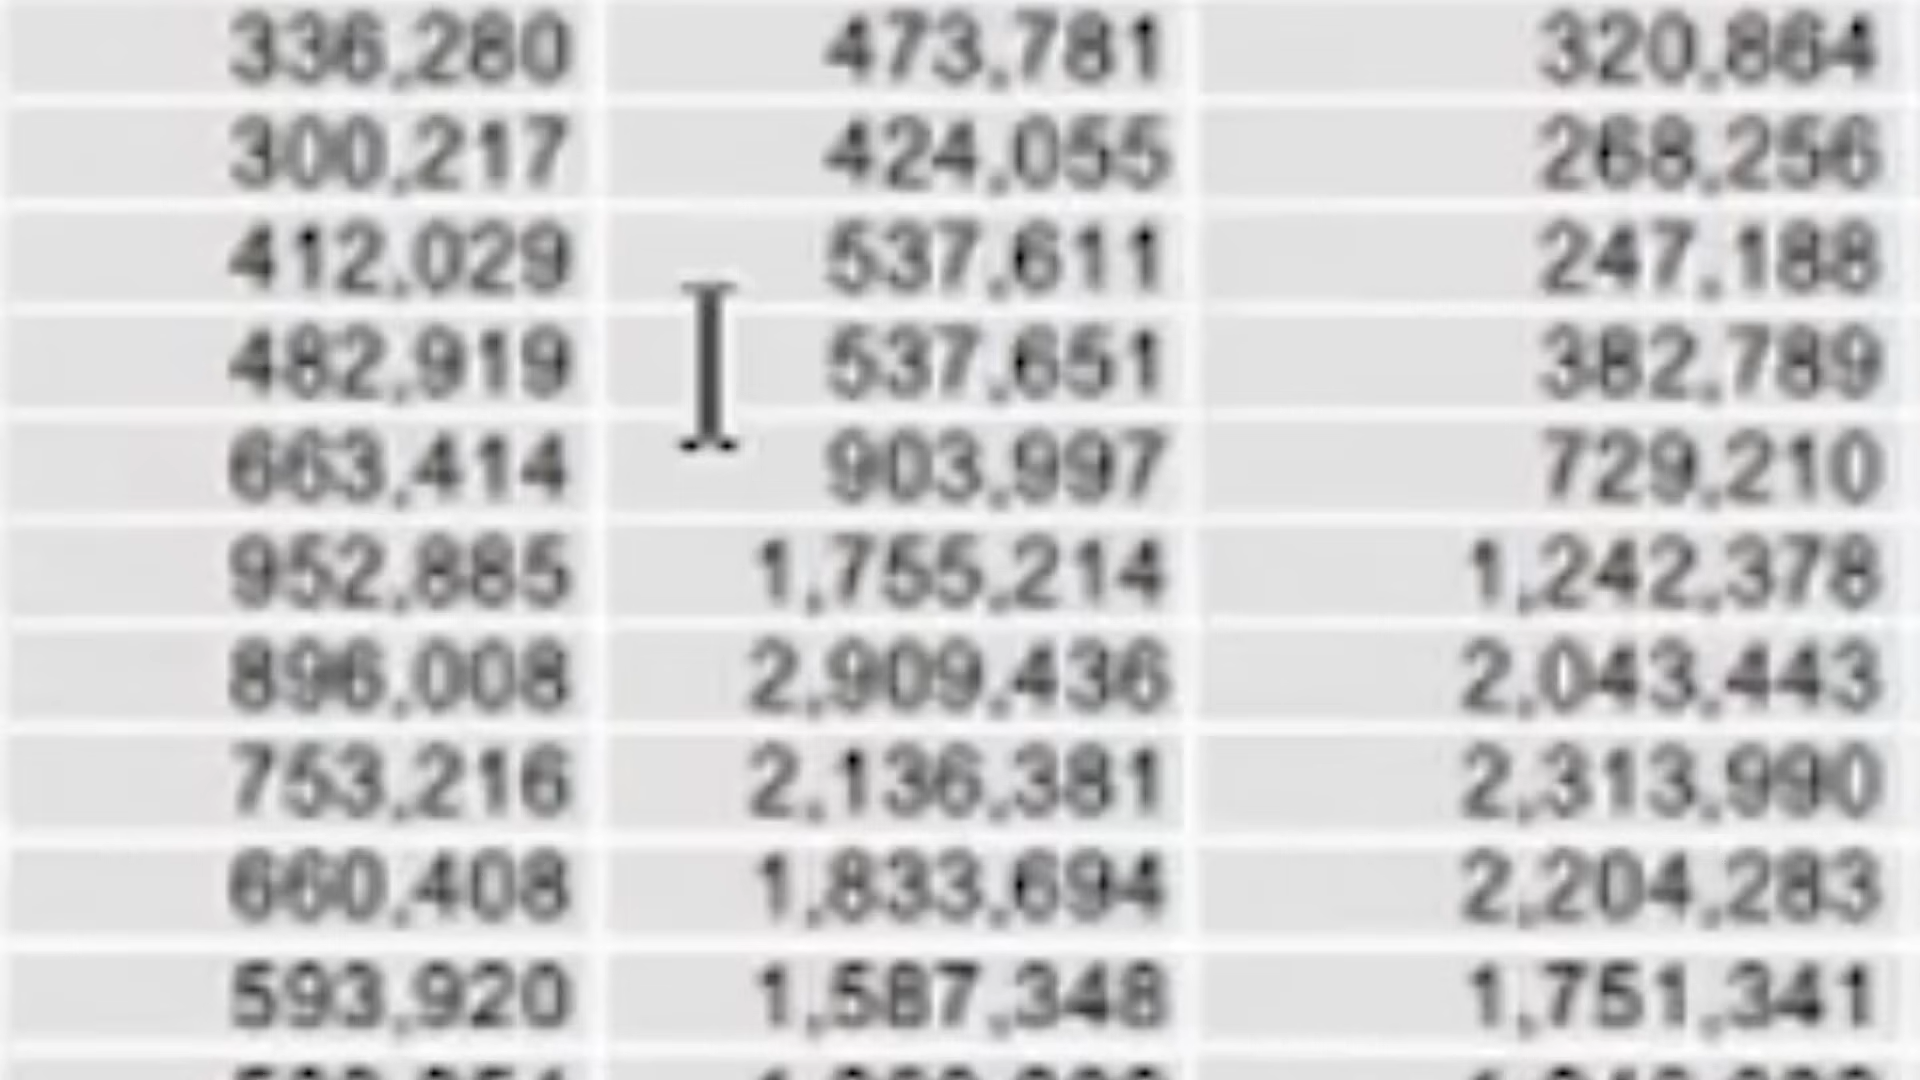 336,280 473,781 320,864
300,217 424,055 268,256
412,029 537,611 247,188
482,919 537,651 382,789
663,414 903,997 729,210
952,885 1,755,214 1,242,378
896,008 2,909,436 2,043,443
753,216 2,136,381 2,313,990
660,408 1,833,694 2,204,283
593,920 1,587,348 1,751,341